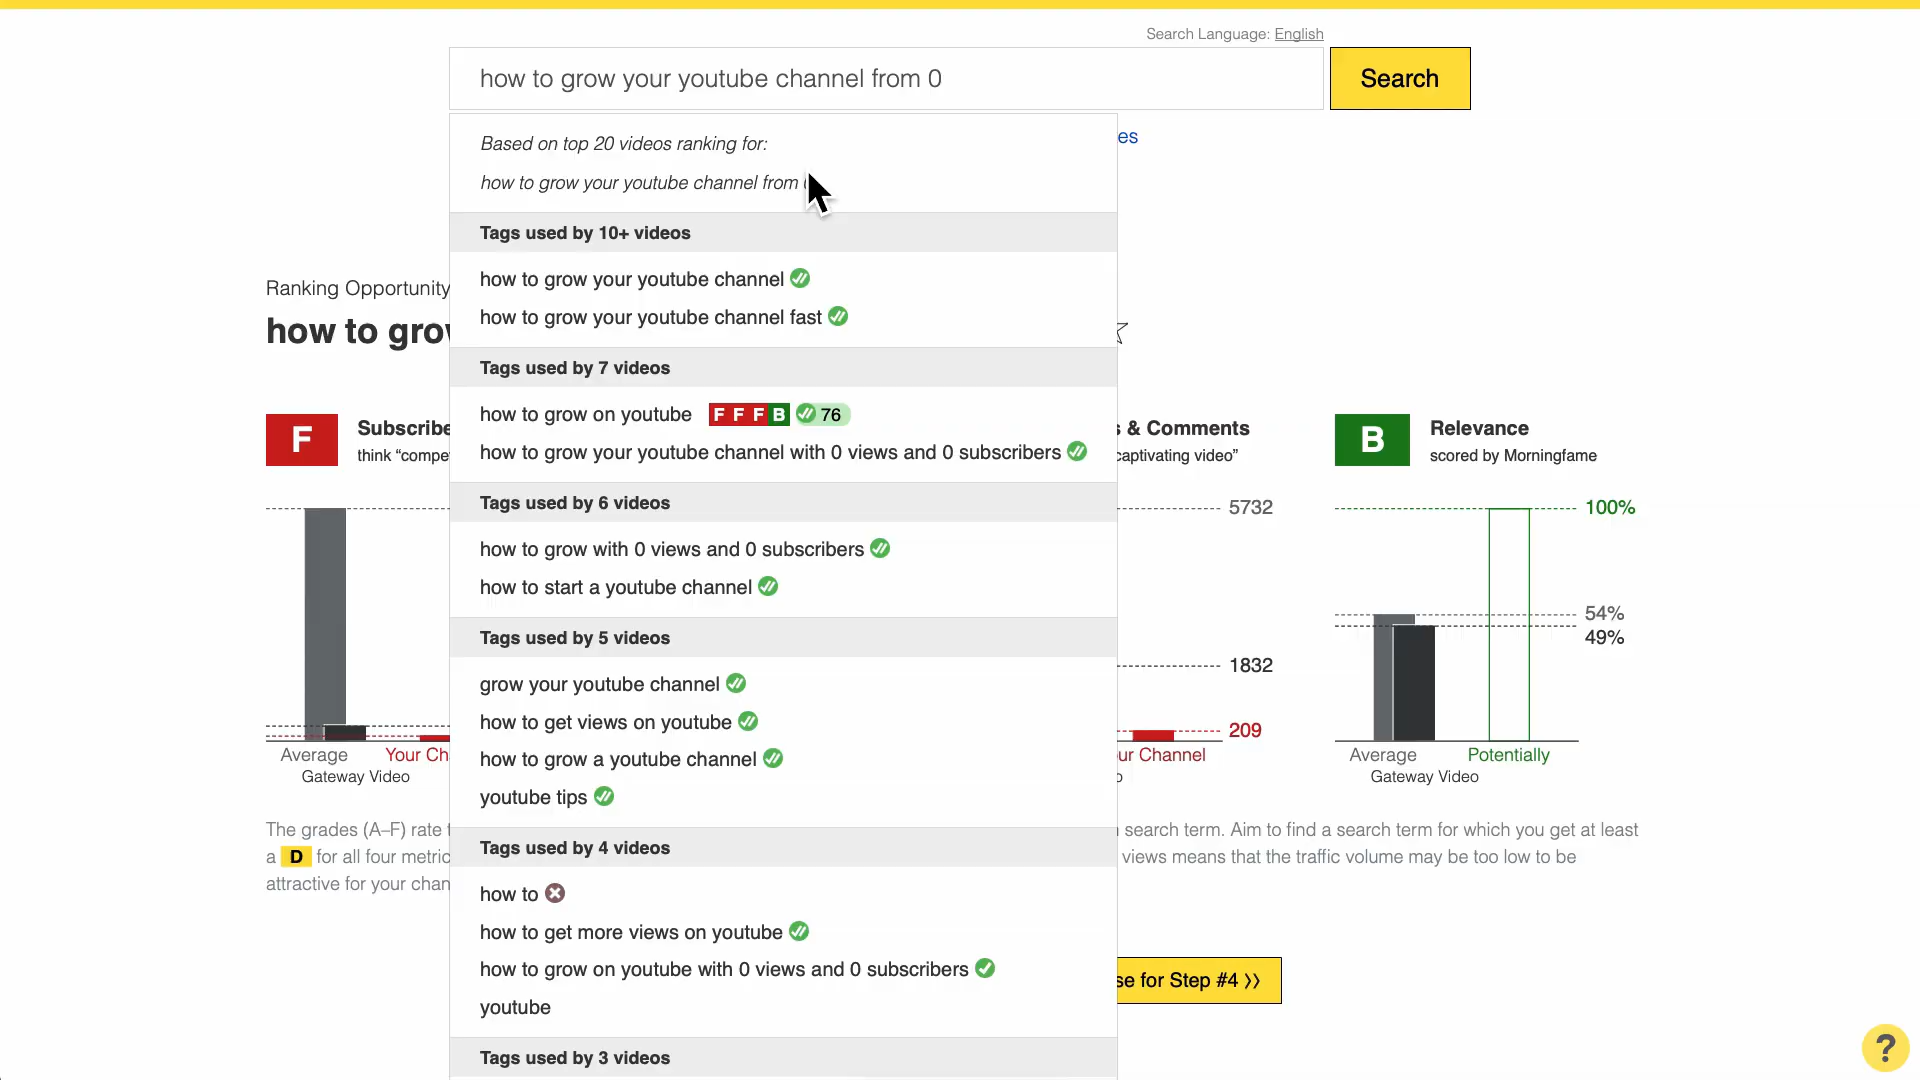 Search Language: English
how to grow your youtube channel from 0
Search
Based on top 20 videos ranking for:
es
how to grow your youtube channel from
Tags used by 10+ videos
how to grow your youtube channel
how to grow your youtube channel fast
Ranking Opportunity
how to grow
Tags used by 7 videos
how to grow on youtube F F F B 76
how to grow your youtube channel with 0 views and 0 subscribers
F
Subscribe
think “compe
s & Comments
captivating video”
B
Relevance
scored by Morningfame
Tags used by 6 videos
how to grow with 0 views and 0 subscribers
how to start a youtube channel
Tags used by 5 videos
grow your youtube channel
how to get views on youtube
how to grow a youtube channel
youtube tips
5732
1832
209
100%
54%
49%
Average
Your Ch
Gateway Video
ur Channel
o
Average
Potentially
Gateway Video
The grades (A–F) rate t
search term. Aim to find a search term for which you get at least
a D for all four metric
views means that the traffic volume may be too low to be
attractive for your chan
Tags used by 4 videos
how to
how to get more views on youtube
how to grow on youtube with 0 views and 0 subscribers
youtube
se for Step #4 ⟩⟩
Tags used by 3 videos
?